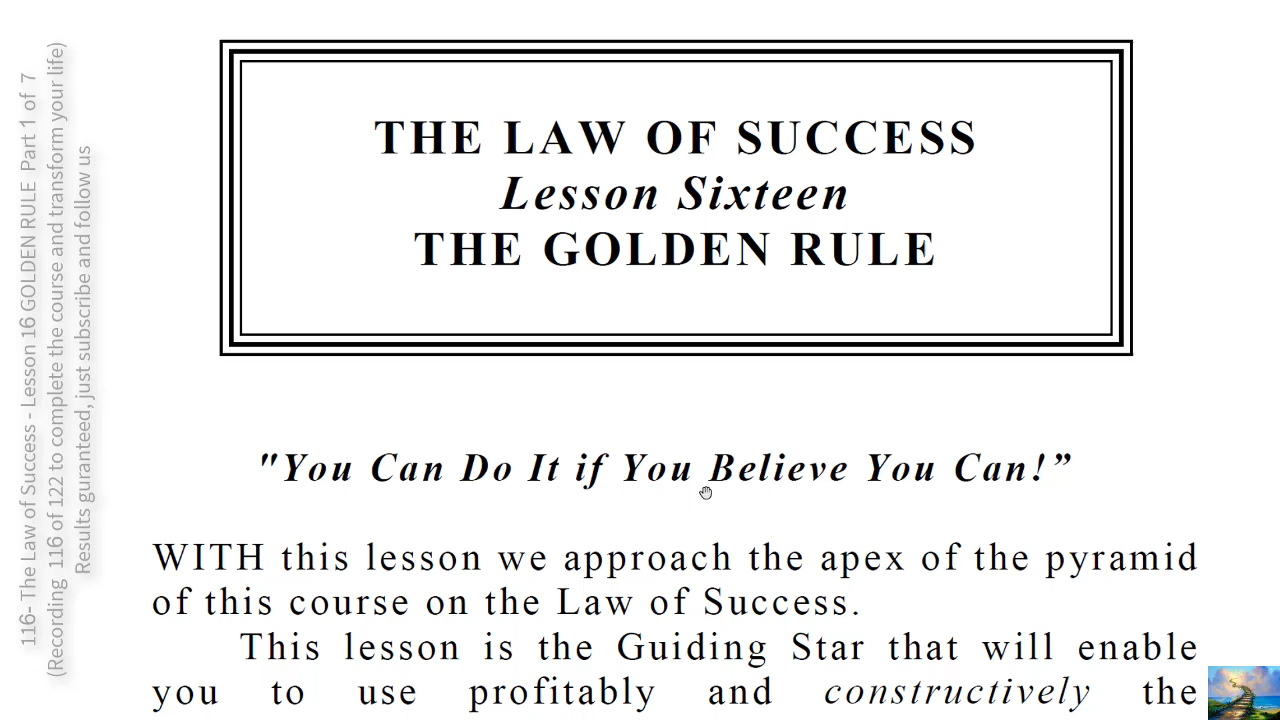 116- The Law of Success - Lesson 16 GOLDEN RULE Part 1 of 7
(Recording 116 of 122 to complete the course and transform your life)
Results guranteed, just subscribe and follow us
THE LAW OF SUCCESS
Lesson Sixteen
THE GOLDEN RULE
"You Can Do It if You Believe You Can!”
WITH this lesson we approach the apex of the pyramid
of this course on the Law of Success.
This lesson is the Guiding Star that will enable
you to use profitably and constructively the